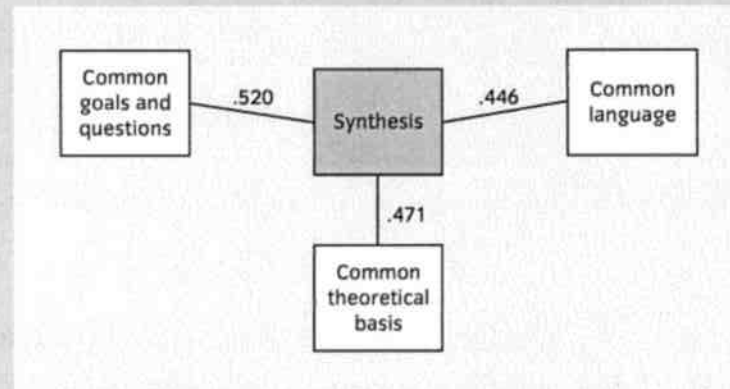 Common
goals and
questions
.520
Synthesis
.446
Common
language
.471
Common
theoretical
basis